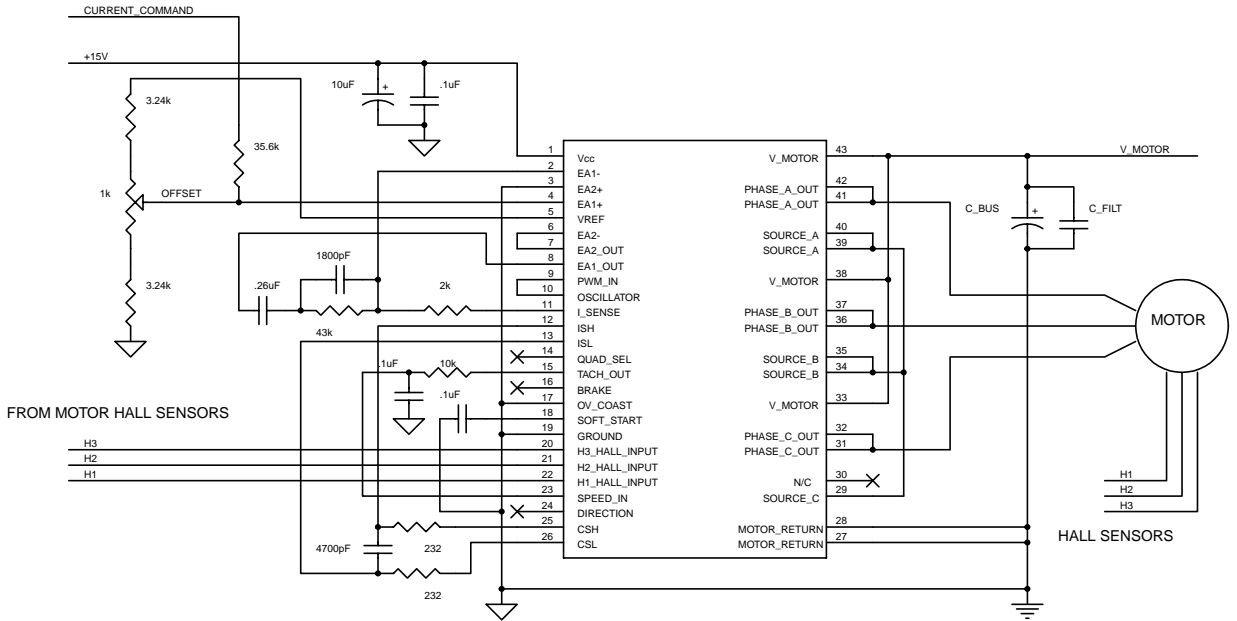 CURRENT_COMMAND
+15V
3.24k
10uF
+
.1uF
35.6k
1k
OFFSET
3.24k
1800pF
.26uF
2k
43k
.1uF
10k
.1uF
FROM MOTOR HALL SENSORS
H3
H2
H1
4700pF
232
232
1 Vcc
2 EA1-
3 EA2+
4 EA1+
5 VREF
6 EA2-
7 EA2_OUT
8 EA1_OUT
9 PWM_IN
10 OSCILLATOR
11 I_SENSE
12 ISH
13 ISL
14 QUAD_SEL
15 TACH_OUT
16 BRAKE
17 OV_COAST
18 SOFT_START
19 GROUND
20 H3_HALL_INPUT
21 H2_HALL_INPUT
22 H1_HALL_INPUT
23 SPEED_IN
24 DIRECTION
25 CSH
26 CSL
V_MOTOR 43
PHASE_A_OUT 42
PHASE_A_OUT 41
SOURCE_A 40
SOURCE_A 39
V_MOTOR 38
PHASE_B_OUT 37
PHASE_B_OUT 36
SOURCE_B 35
SOURCE_B 34
V_MOTOR 33
PHASE_C_OUT 32
PHASE_C_OUT 31
N/C 30
SOURCE_C 29
MOTOR_RETURN 28
MOTOR_RETURN 27
V_MOTOR
C_BUS
+
C_FILT
MOTOR
H1
H2
H3
HALL SENSORS